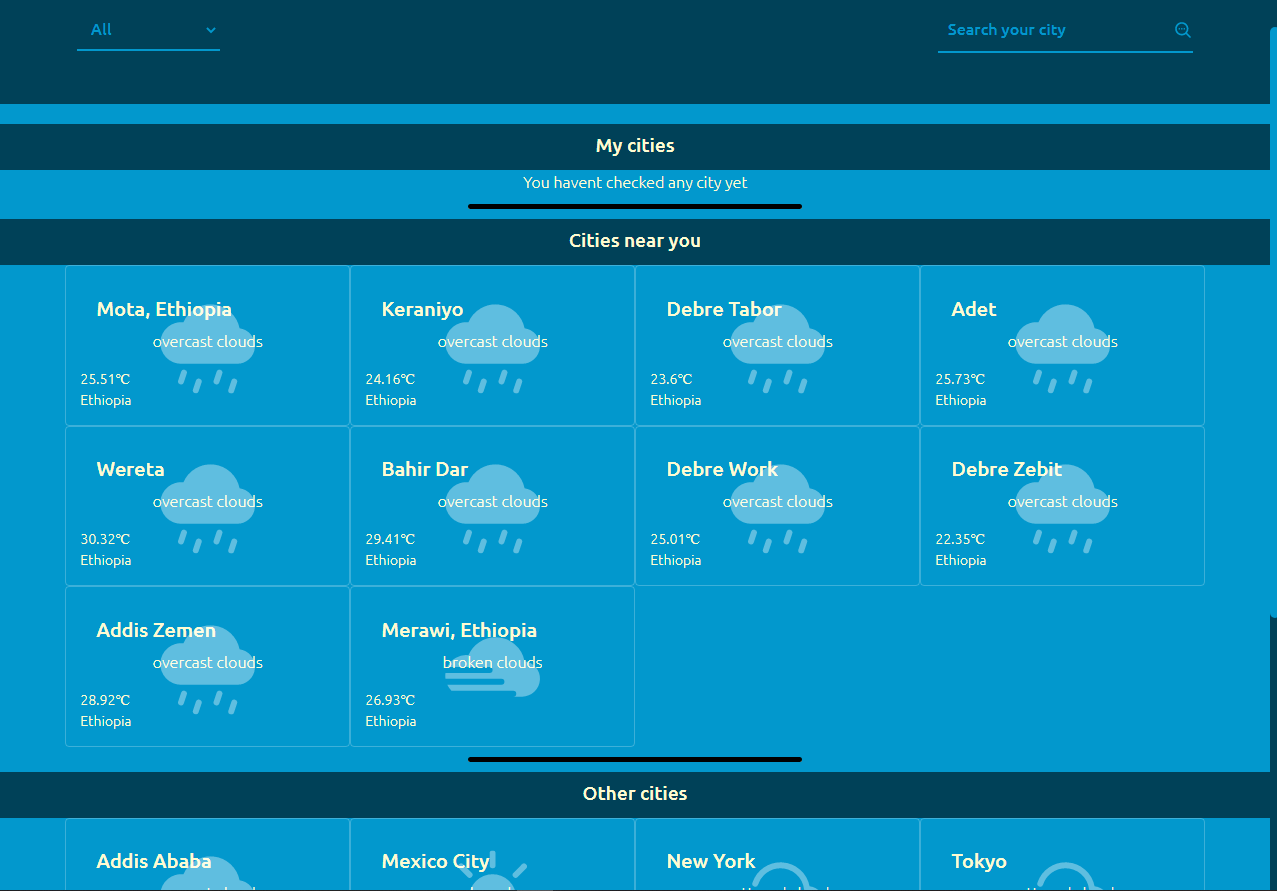 All
Search your city
My cities
You havent checked any city yet
Cities near you
Mota, Ethiopia
overcast clouds
25.51℃
Ethiopia
Keraniyo
overcast clouds
24.16℃
Ethiopia
Debre Tabor
overcast clouds
23.6℃
Ethiopia
Adet
overcast clouds
25.73℃
Ethiopia
Wereta
overcast clouds
30.32℃
Ethiopia
Bahir Dar
overcast clouds
29.41℃
Ethiopia
Debre Work
overcast clouds
25.01℃
Ethiopia
Debre Zebit
overcast clouds
22.35℃
Ethiopia
Addis Zemen
overcast clouds
28.92℃
Ethiopia
Merawi, Ethiopia
broken clouds
26.93℃
Ethiopia
Other cities
Addis Ababa
Mexico City
New York
Tokyo